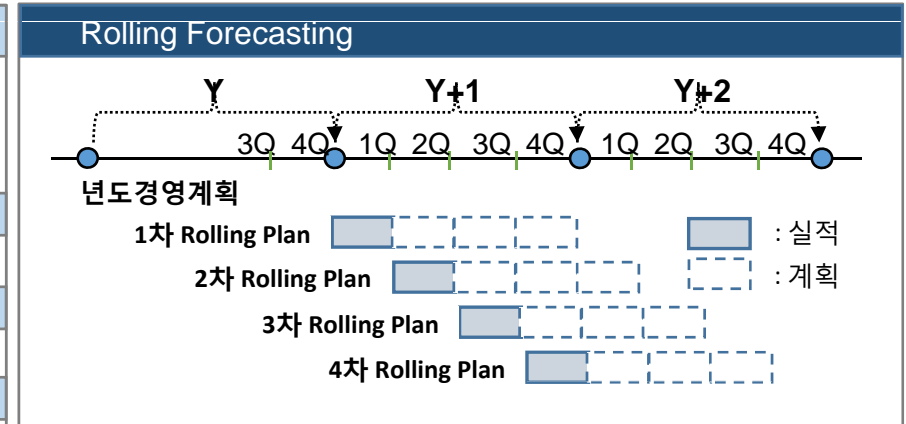 Rolling Forecasting
Y Y+1 Y+2
3Q 4Q 1Q 2Q 3Q 4Q 1Q 2Q 3Q 4Q
년도경영계획
1차 Rolling Plan : 실적
2차 Rolling Plan : 계획
3차 Rolling Plan
4차 Rolling Plan